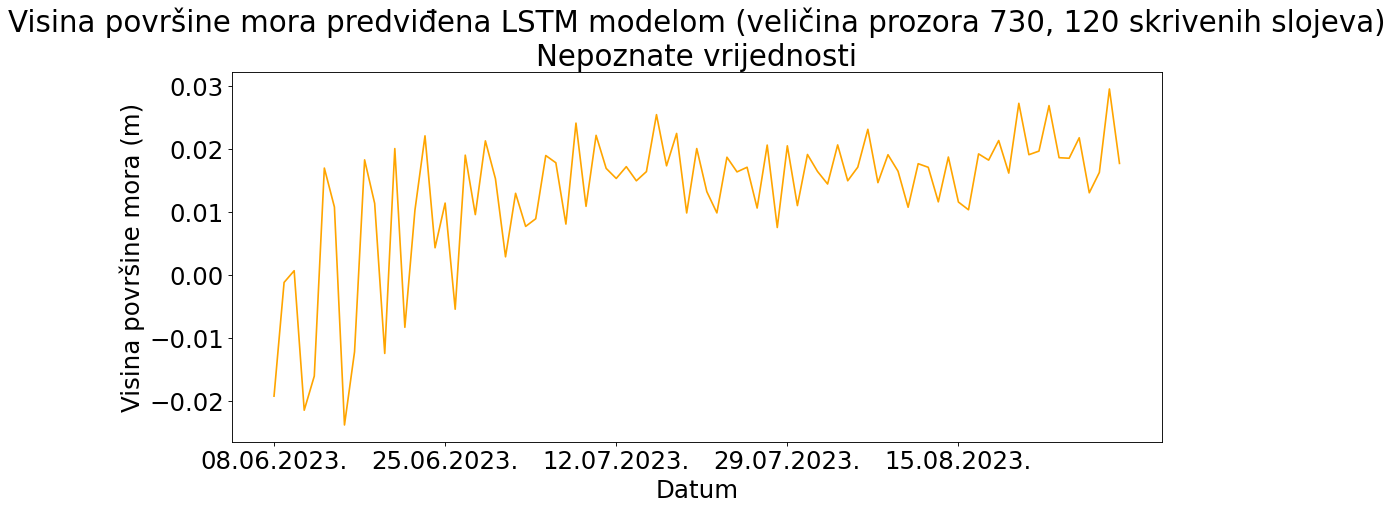 Visina površine mora predviđena LSTM modelom (veličina prozora 730, 120 skrivenih slojeva)
Nepoznate vrijednosti
Visina površine mora (m)
0.03
0.02
0.01
0.00
−0.01
−0.02
08.06.2023. 25.06.2023. 12.07.2023. 29.07.2023. 15.08.2023.
Datum